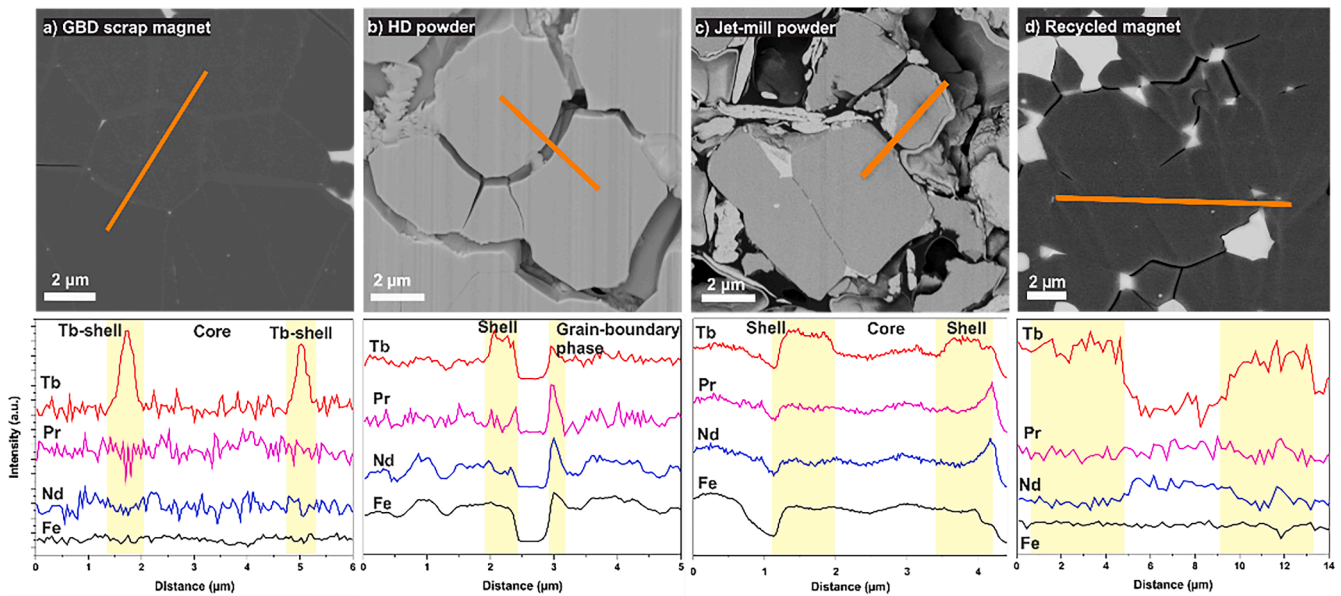 a) GBD scrap magnet
2 µm
b) HD powder
2 µm
c) Jet-mill powder
2 µm
d) Recycled magnet
2 µm
Intensity (a.u.)
Tb-shell
Core
Tb-shell
Tb
Pr
Nd
Fe
0 1 2 3 4 5 6
Distance (µm)
Shell
Grain-boundary
phase
Tb
Pr
Nd
Fe
0 1 2 3 4 5
Distance (µm)
Shell
Core
Shell
Tb
Pr
Nd
Fe
0 1 2 3 4
Distance (µm)
Tb
Pr
Nd
Fe
0 2 4 6 8 10 12 14
Distance (µm)